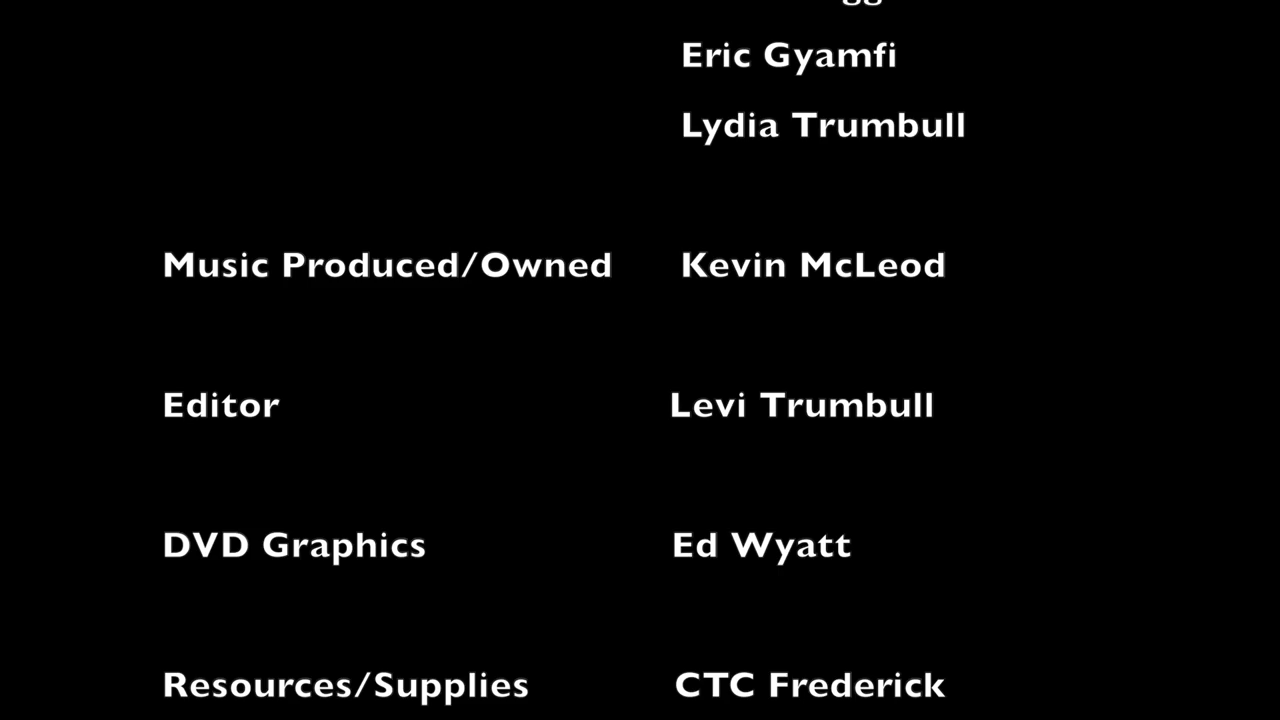 Eric Gyamfi
Lydia Trumbull
Music Produced/Owned Kevin McLeod
Editor Levi Trumbull
DVD Graphics Ed Wyatt
Resources/Supplies CTC Frederick